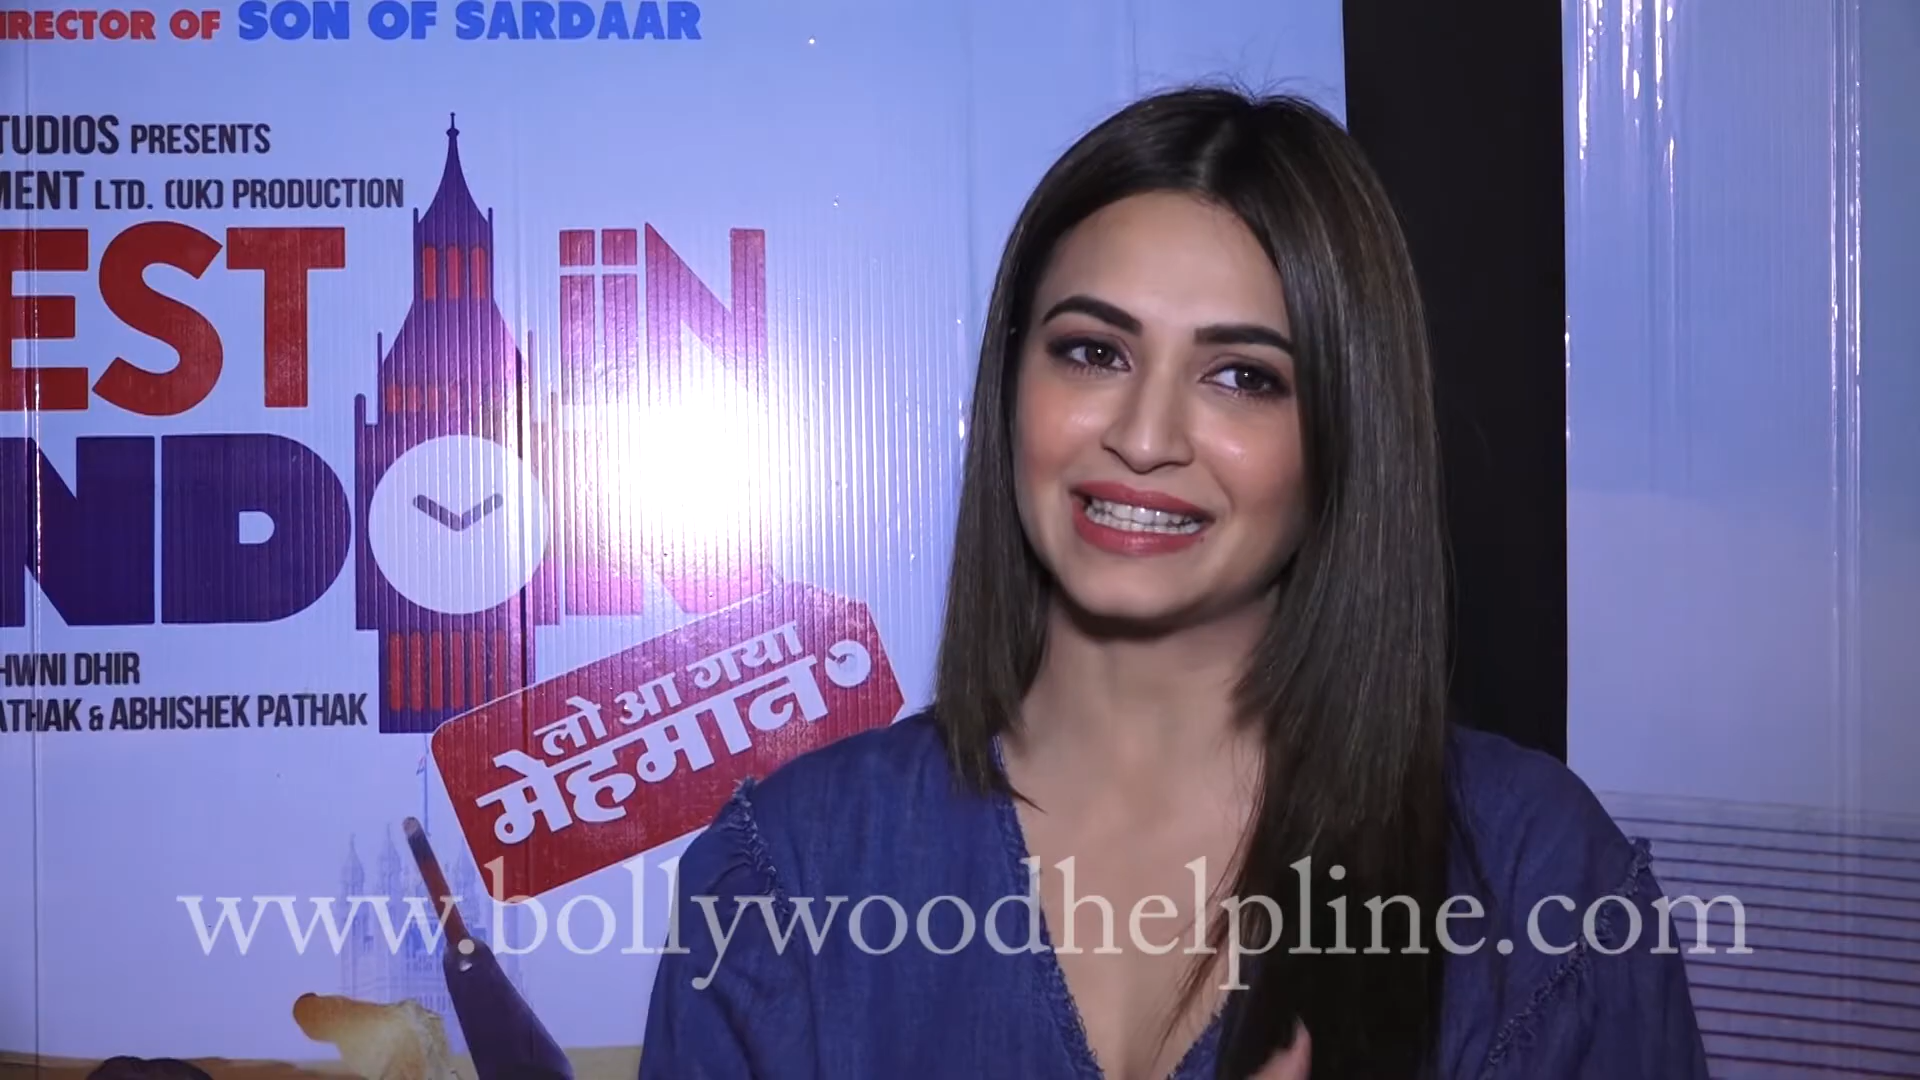 IRECTOR OF SON OF SARDAAR
TUDIOS PRESENTS
MENT LTD. (UK) PRODUCTION
EST IN
NDON
HWNI DHIR
ATHAK & ABHISHEK PATHAK
लो आ गया
मेहमान
www.bollywoodhelpline.com